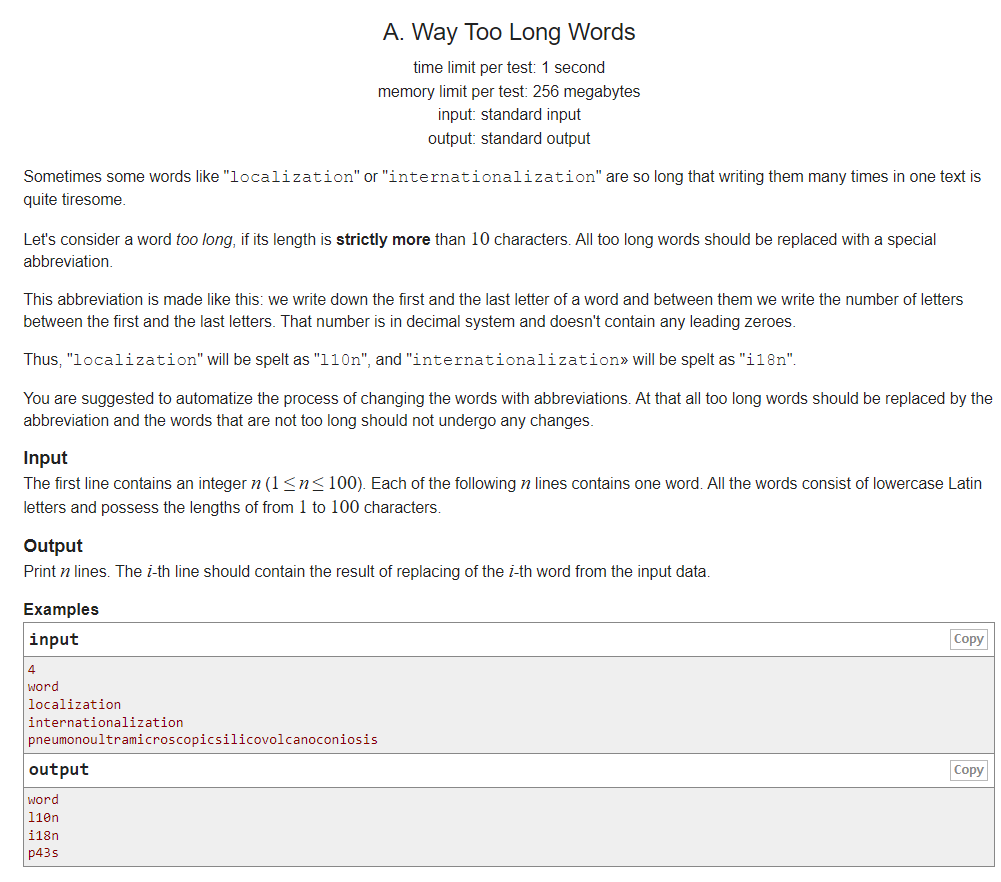 A. Way Too Long Words
time limit per test: 1 second
memory limit per test: 256 megabytes
input: standard input
output: standard output
Sometimes some words like "localization" or "internationalization" are so long that writing them many times in one text is
quite tiresome.
Let's consider a word too long, if its length is strictly more than 10 characters. All too long words should be replaced with a special
abbreviation.
This abbreviation is made like this: we write down the first and the last letter of a word and between them we write the number of letters
between the first and the last letters. That number is in decimal system and doesn't contain any leading zeroes.
Thus, "localization" will be spelt as "l10n", and "internationalization» will be spelt as "i18n".
You are suggested to automatize the process of changing the words with abbreviations. At that all too long words should be replaced by the
abbreviation and the words that are not too long should not undergo any changes.
Input
The first line contains an integer n (1 ≤ n ≤ 100). Each of the following n lines contains one word. All the words consist of lowercase Latin
letters and possess the lengths of from 1 to 100 characters.
Output
Print n lines. The i-th line should contain the result of replacing of the i-th word from the input data.
Examples
input Copy
4
word
localization
internationalization
pneumonoultramicroscopicsilicovolcanoconiosis
output Copy
word
l10n
i18n
p43s